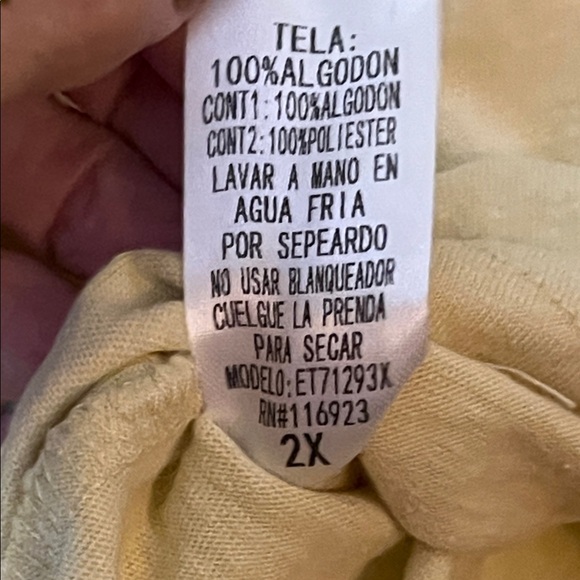 TELA:
100%ALGODON
CONT1:100%ALGODON
CONT2:100%POLIESTER
LAVAR A MANO EN
AGUA FRIA
POR SEPEARDO
NO USAR BLANQUEADOR
CUELGUE LA PRENDA
PARA SECAR
MODELO:ET71293X
RN#116923
2X